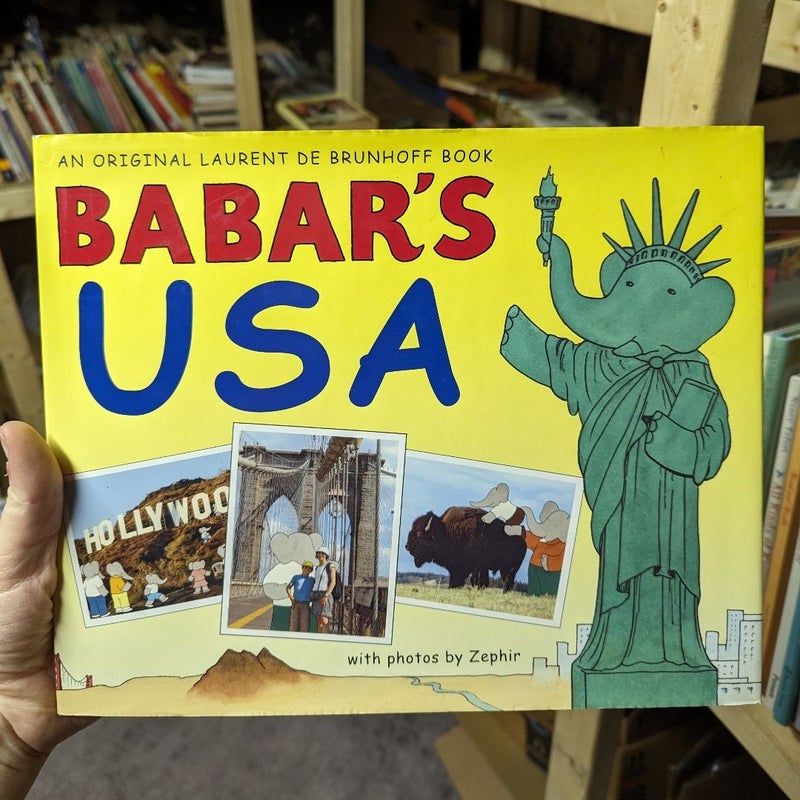 AN ORIGINAL LAURENT DE BRUNHOFF BOOK
BABAR'S
USA
HOLLYWOO
with photos by Zephir